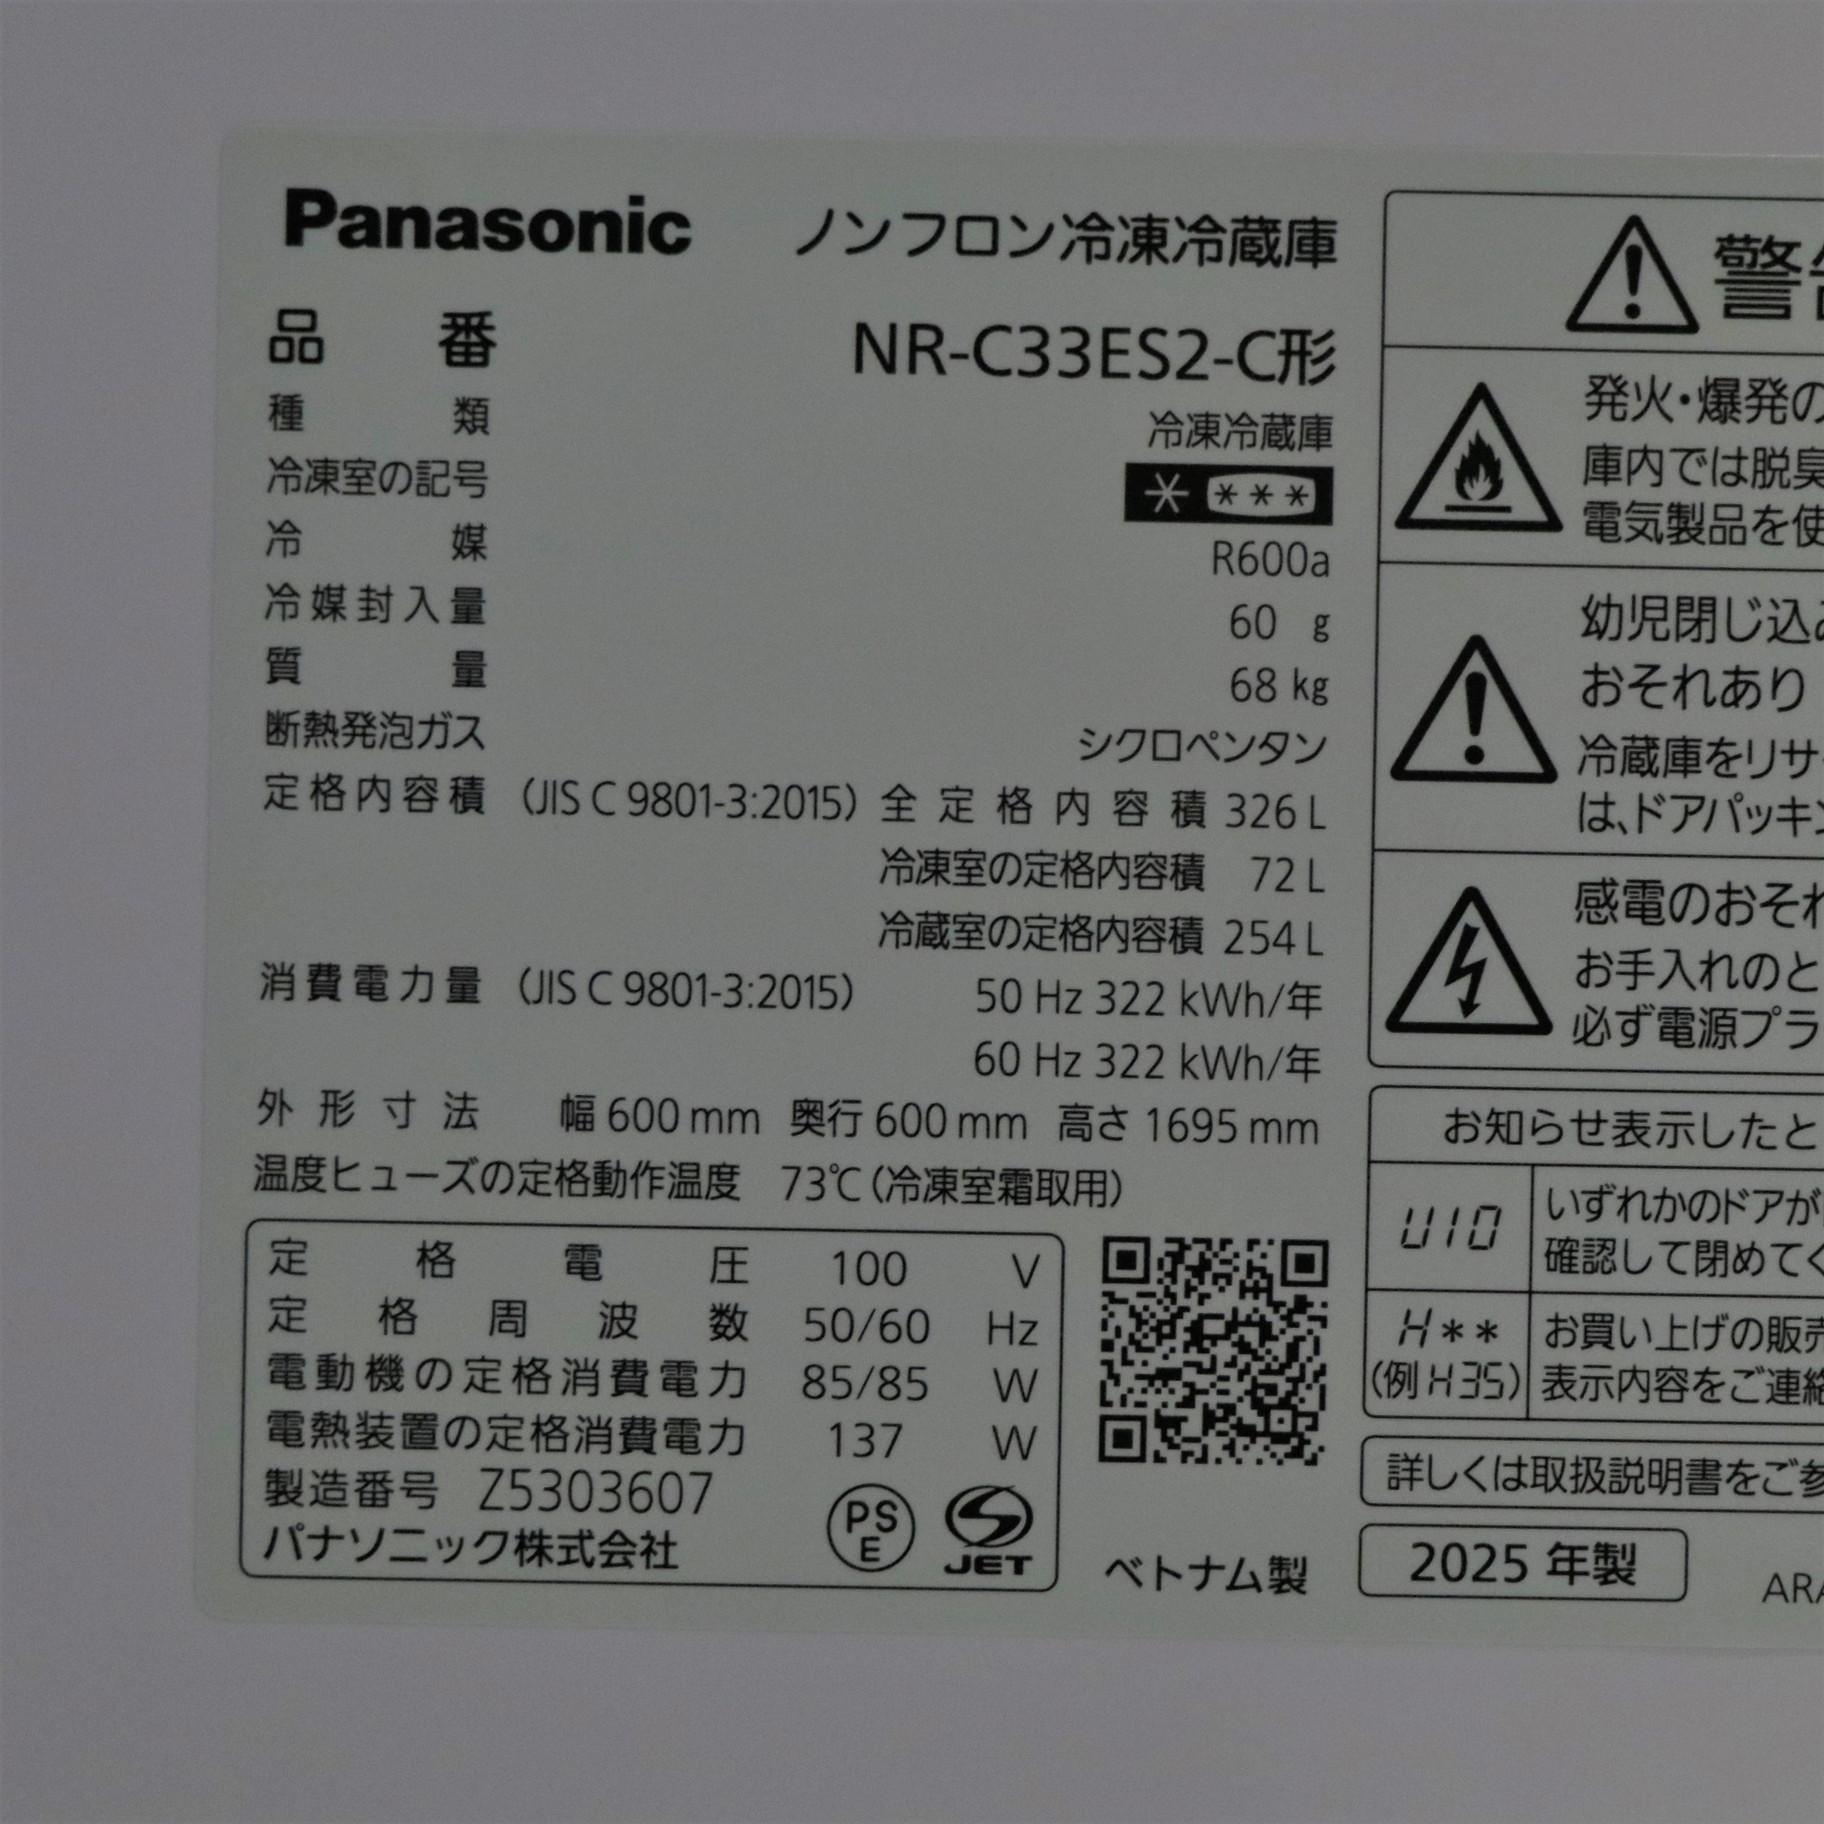 Panasonic ノンフロン冷凍冷蔵庫
品番 NR-C33ES2-C形
種類 冷凍冷蔵庫
冷凍室の記号 * ***
冷媒 R600a
冷媒封入量 60 g
質量 68 kg
断熱発泡ガス シクロペンタン
定格内容積 (JIS C 9801-3:2015) 全定格内容積 326 L
冷凍室の定格内容積 72 L
冷蔵室の定格内容積 254 L
消費電力量 (JIS C 9801-3:2015) 50 Hz 322 kWh/年
60 Hz 322 kWh/年
外形寸法 幅 600 mm 奥行 600 mm 高さ 1695 mm
温度ヒューズの定格動作温度 73℃(冷凍室霜取用)
定格電圧 100 V
定格周波数 50/60 Hz
電動機の定格消費電力 85/85 W
電熱装置の定格消費電力 137 W
製造番号 Z5303607
パナソニック株式会社
PS
E
JET
ベトナム製
警
発火・爆発の
庫内では脱臭
電気製品を使
幼児閉じ込み
おそれあり
冷蔵庫をリサ
は、ドアパッキン
感電のおそれ
お手入れのと
必ず電源プラ
お知らせ表示したと
U10 いずれかのドアが
確認して閉めてく
H** お買い上げの販売
(例 H35) 表示内容をご連絡
詳しくは取扱説明書をご参
2025 年製
ARA